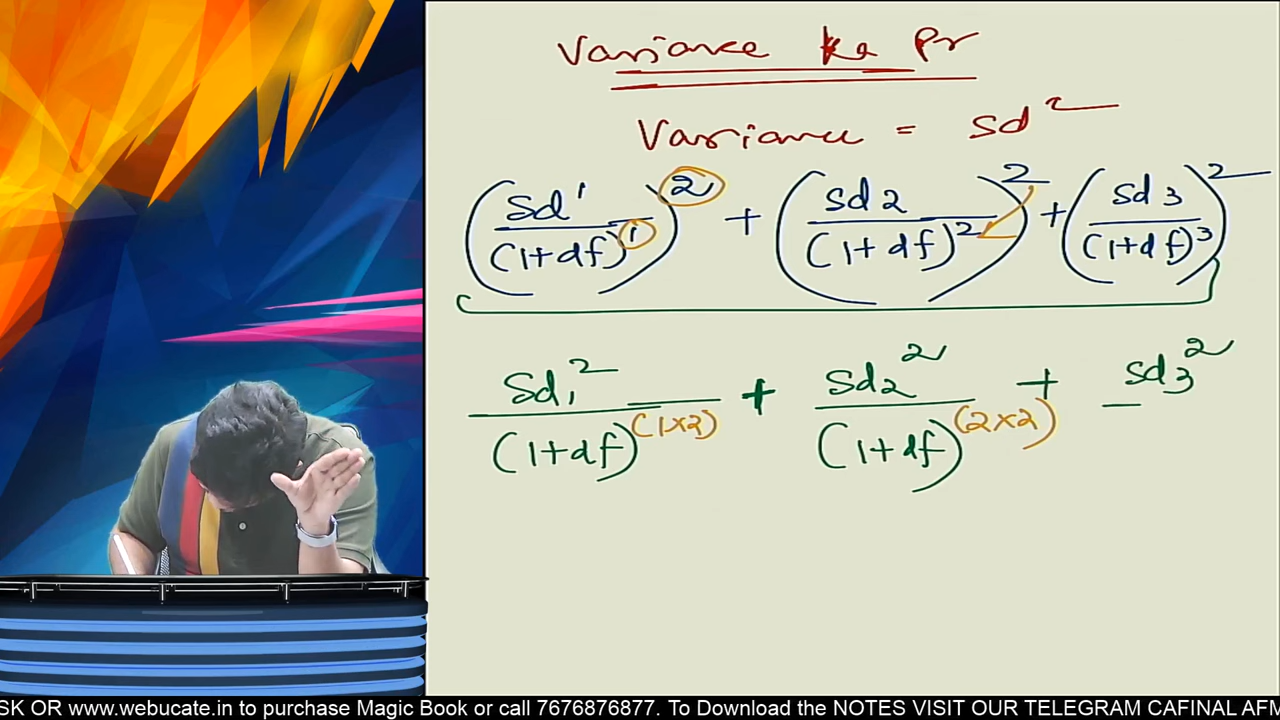 Variance ka Pr
Variance = sd²
(sd1/(1+df)¹)² + (sd2/(1+df)²)² + (sd3/(1+df)³)²
sd₁²/(1+df)^(1×2) + sd₂²/(1+df)^(2×2) + sd₃²
SK OR www.webucate.in to purchase Magic Book or call 7676876877. To Download the NOTES VISIT OUR TELEGRAM CAFINAL AFM